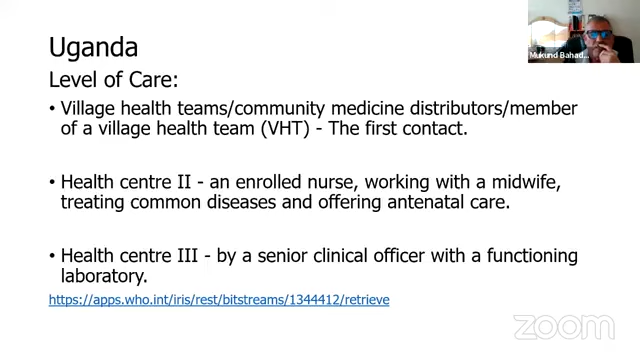 Uganda
Level of Care:
• Village health teams/community medicine distributors/member
of a village health team (VHT) - The first contact.
• Health centre II - an enrolled nurse, working with a midwife,
treating common diseases and offering antenatal care.
• Health centre III - by a senior clinical officer with a functioning
laboratory.
https://apps.who.int/iris/rest/bitstreams/1344412/retrieve
Mukund Bahad...
zoom